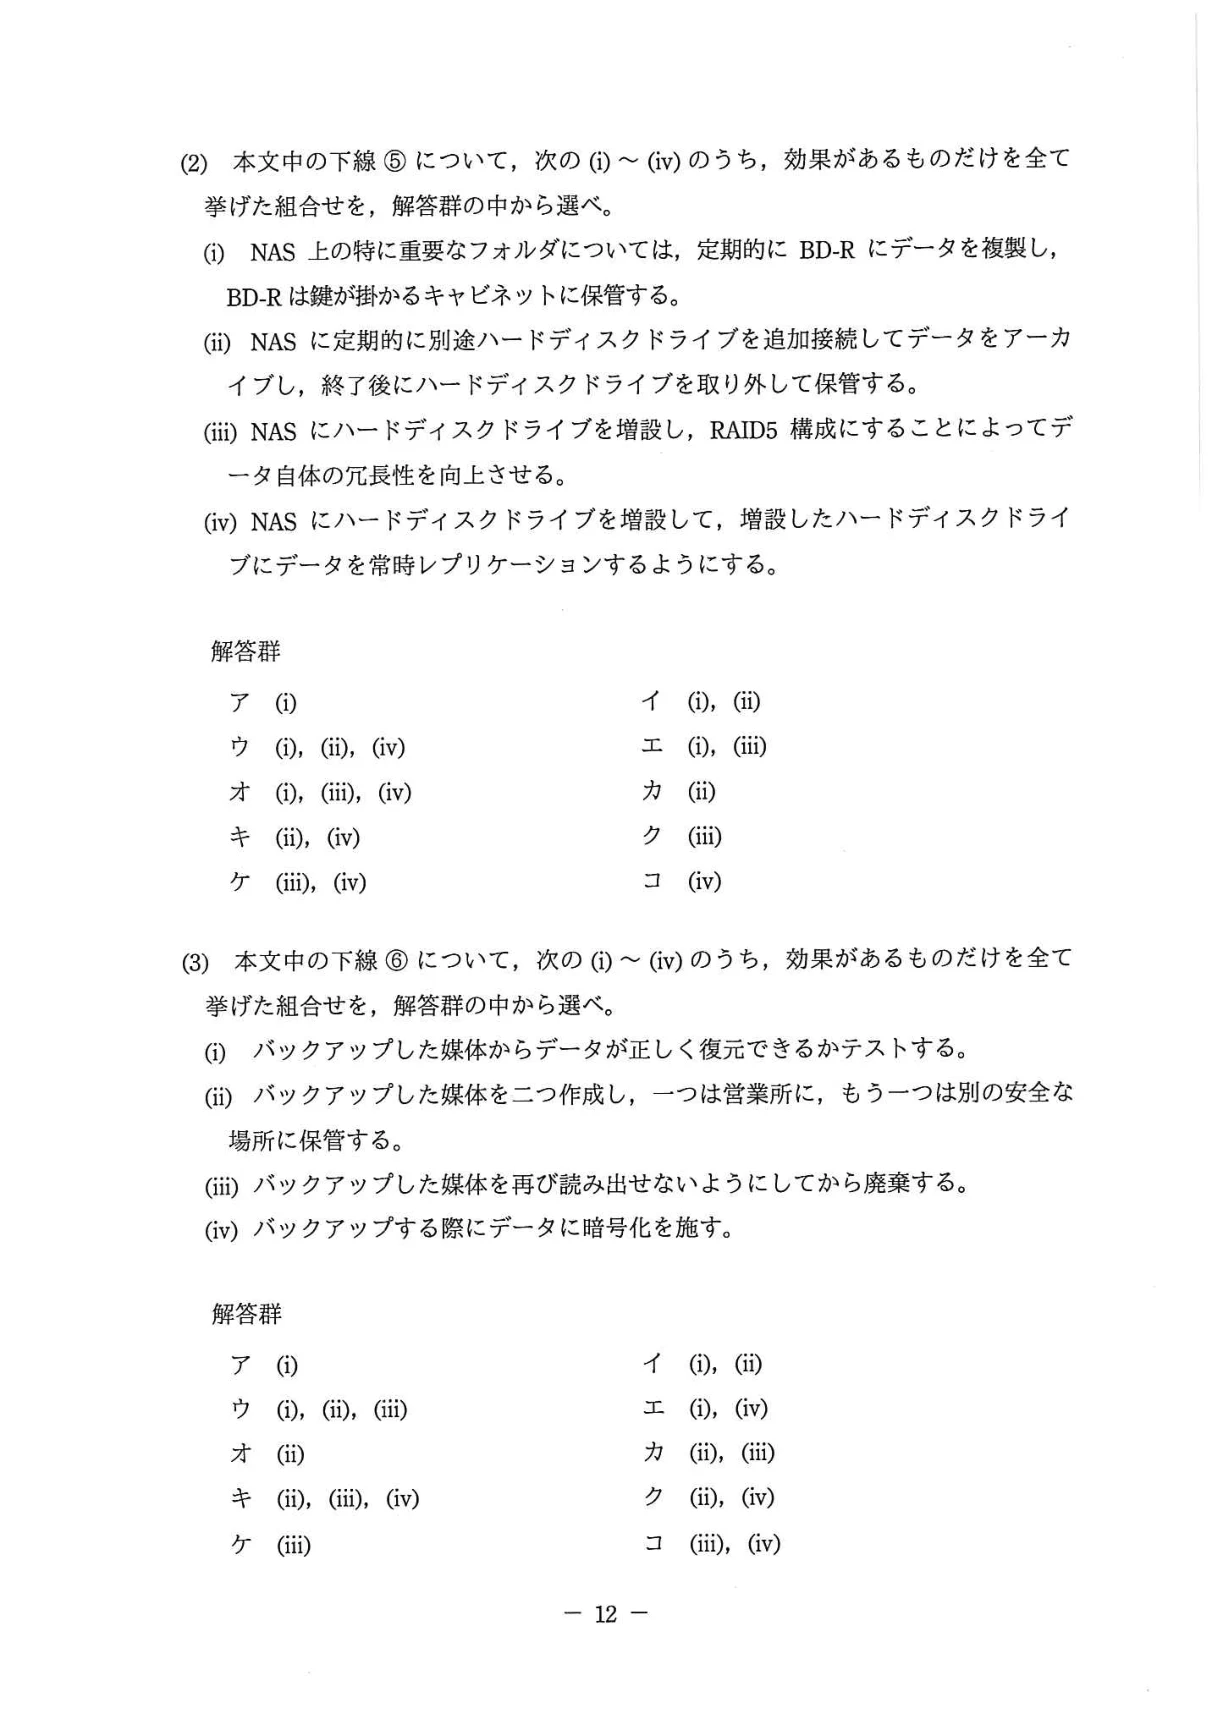 (2) 本文中の下線 ⑤ について，次の (i) ～ (iv) のうち，効果があるものだけを全て
挙げた組合せを，解答群の中から選べ。
(i) NAS 上の特に重要なフォルダについては，定期的に BD-R にデータを複製し，
BD-R は鍵が掛かるキャビネットに保管する。
(ii) NAS に定期的に別途ハードディスクドライブを追加接続してデータをアーカ
イブし，終了後にハードディスクドライブを取り外して保管する。
(iii) NAS にハードディスクドライブを増設し，RAID5 構成にすることによってデ
ータ自体の冗長性を向上させる。
(iv) NAS にハードディスクドライブを増設して，増設したハードディスクドライ
ブにデータを常時レプリケーションするようにする。
解答群
ア (i) イ (i), (ii)
ウ (i), (ii), (iv) エ (i), (iii)
オ (i), (iii), (iv) カ (ii)
キ (ii), (iv) ク (iii)
ケ (iii), (iv) コ (iv)
(3) 本文中の下線 ⑥ について，次の (i) ～ (iv) のうち，効果があるものだけを全て
挙げた組合せを，解答群の中から選べ。
(i) バックアップした媒体からデータが正しく復元できるかテストする。
(ii) バックアップした媒体を二つ作成し，一つは営業所に，もう一つは別の安全な
場所に保管する。
(iii) バックアップした媒体を再び読み出せないようにしてから廃棄する。
(iv) バックアップする際にデータに暗号化を施す。
解答群
ア (i) イ (i), (ii)
ウ (i), (ii), (iii) エ (i), (iv)
オ (ii) カ (ii), (iii)
キ (ii), (iii), (iv) ク (ii), (iv)
ケ (iii) コ (iii), (iv)
― 12 ―